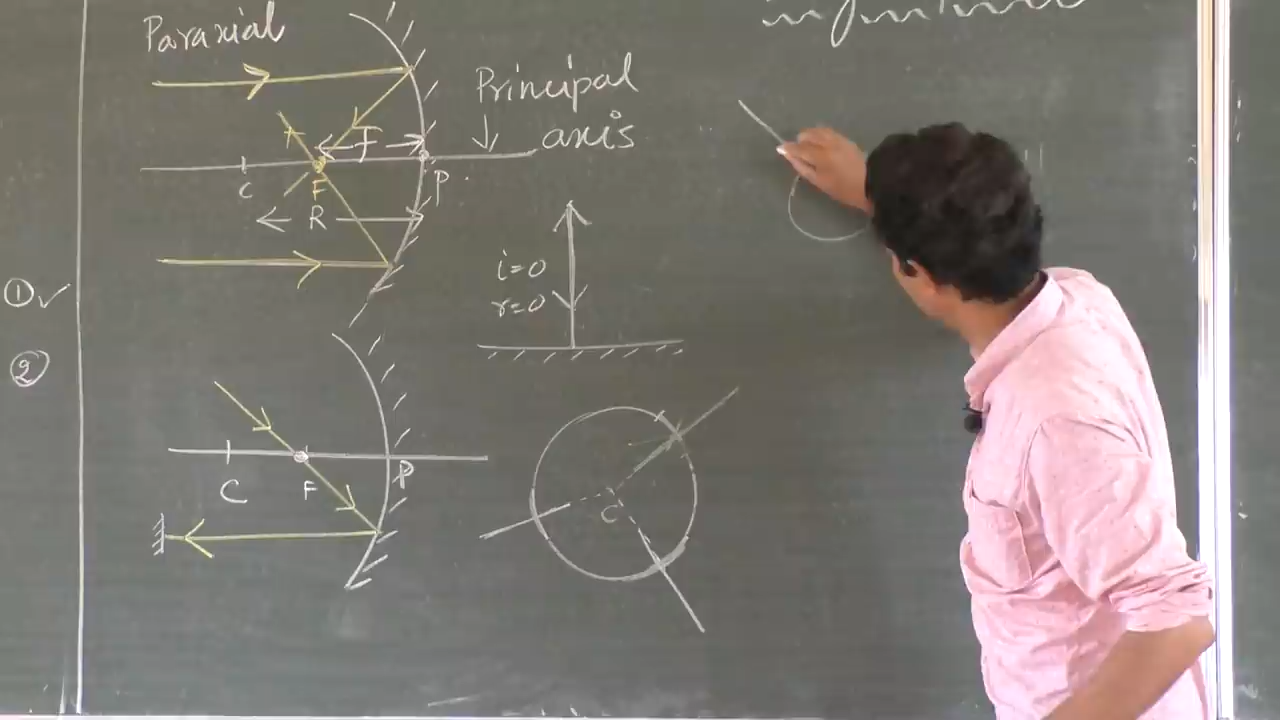 Paraxial
Principal
axis
f
C
F
P
R
i=0
r=0
① ✓
②
C
F
P
C